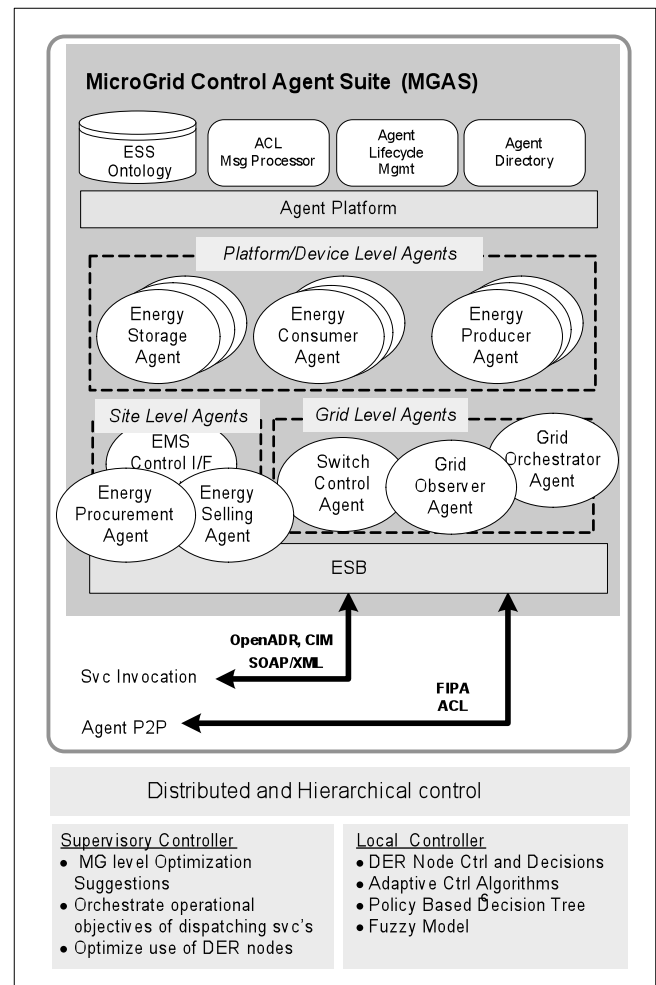 MicroGrid Control Agent Suite (MGAS)
ESS
Ontology
ACL
Msg Processor
Agent
Lifecycle
Mgmt
Agent
Directory
Agent Platform
Platform/Device Level Agents
Energy
Storage
Agent
Energy
Consumer
Agent
Energy
Producer
Agent
Site Level Agents
Grid Level Agents
EMS
Control I/F
Energy
Procurement
Agent
Energy
Selling
Agent
Switch
Control
Agent
Grid
Observer
Agent
Grid
Orchestrator
Agent
ESB
OpenADR, CIM
SOAP/XML
Svc Invocation
FIPA
ACL
Agent P2P
Distributed and Hierarchical control
Supervisory Controller
• MG level Optimization
Suggestions
• Orchestrate operational
objectives of dispatching svc's
• Optimize use of DER nodes
Local Controller
• DER Node Ctrl and Decisions
• Adaptive Ctrl Algorithms
• Policy Based Decision Tree
• Fuzzy Model